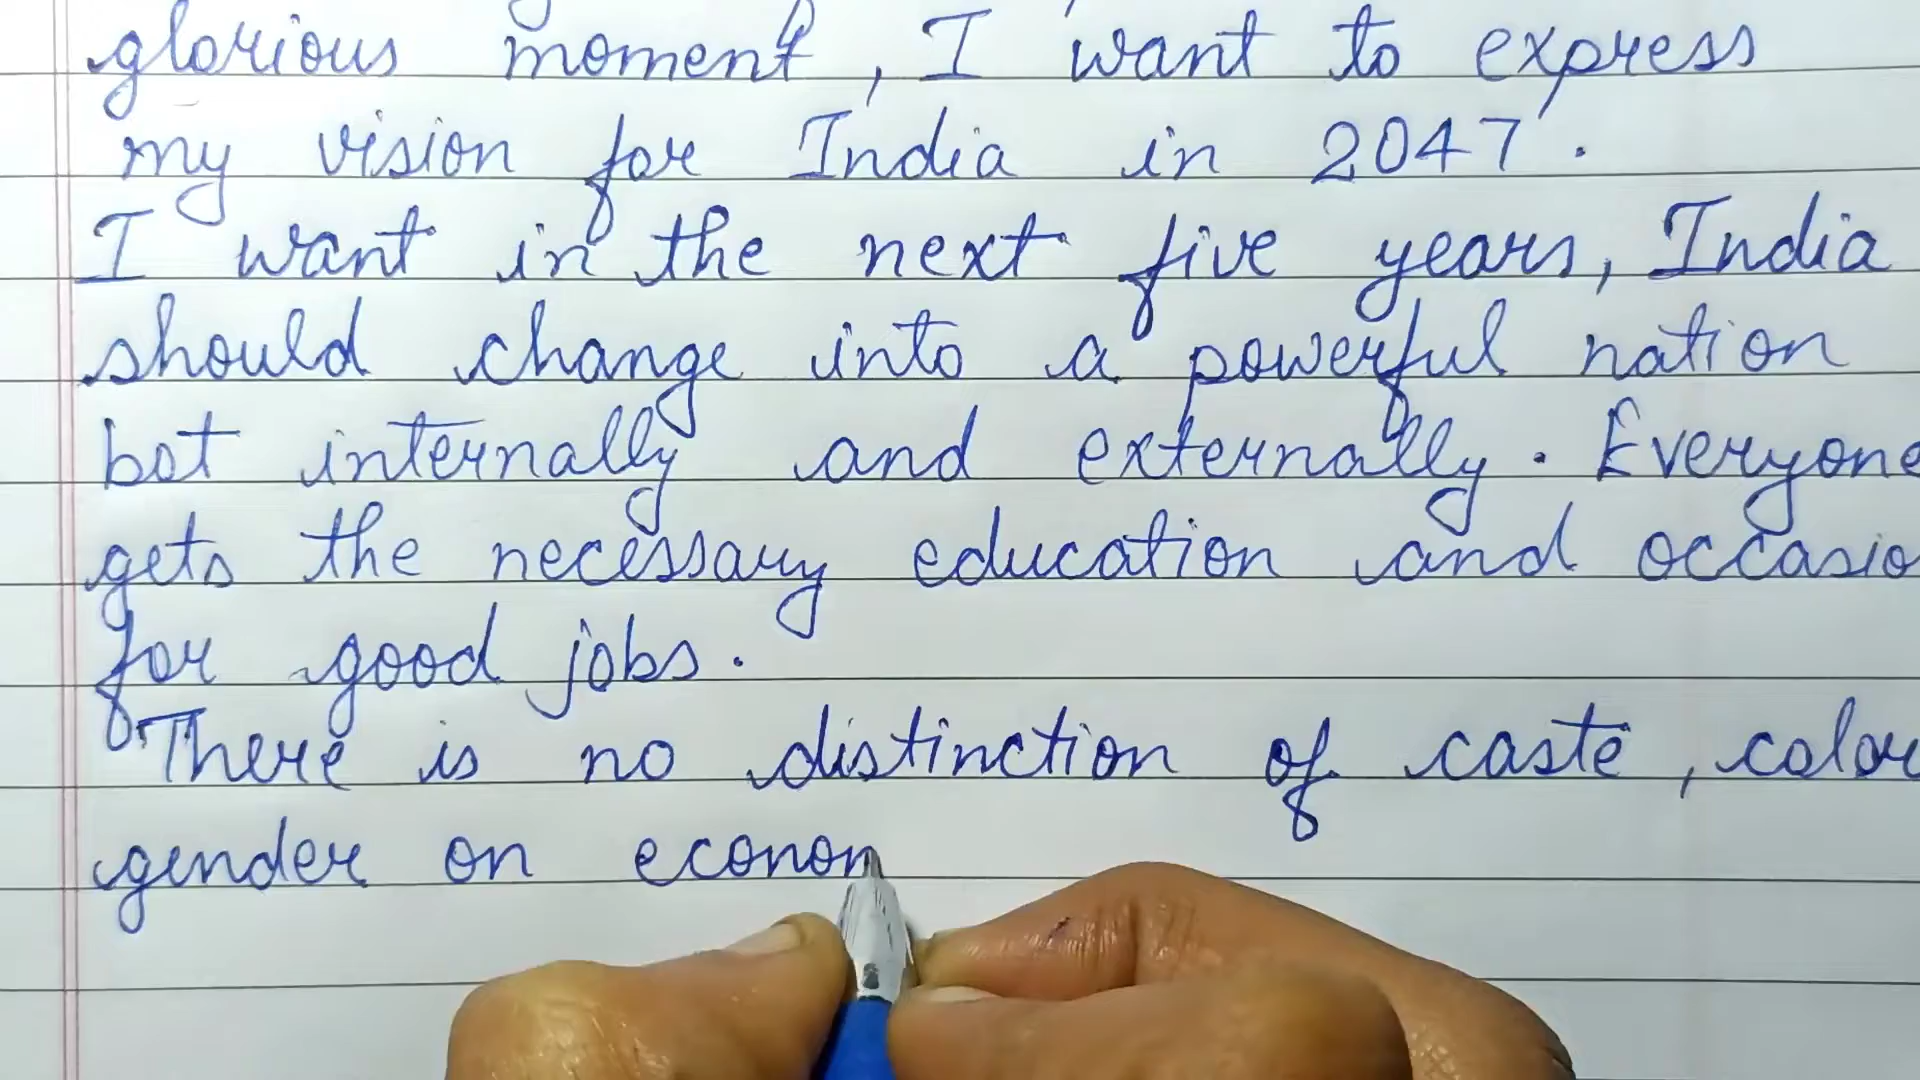 glorious moment, I want to express
my vision for India in 2047.
I want in the next five years, India
should change into a powerful nation
bot internally and externally. Everyone
gets the necessary education and occasio
for good jobs.
There is no distinction of caste, color
gender on econom